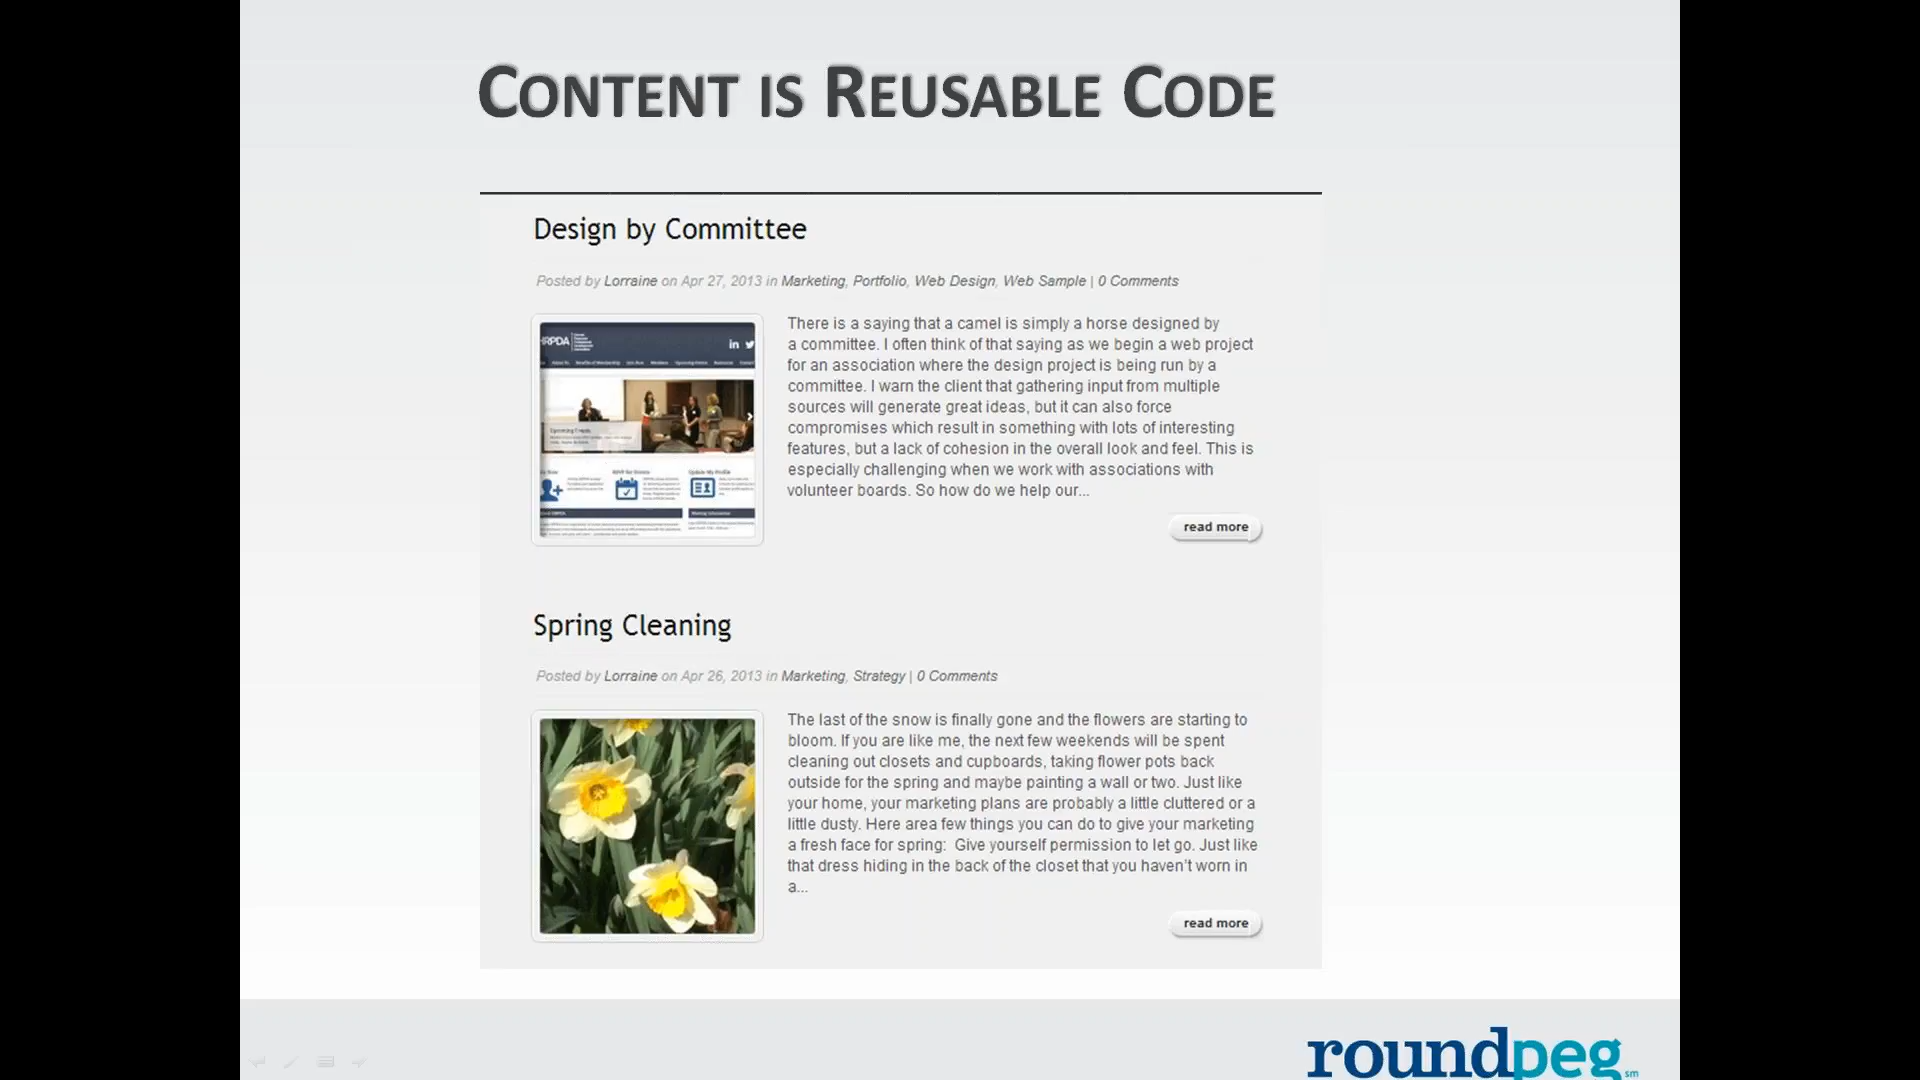 CONTENT IS REUSABLE CODE
Design by Committee
Posted by Lorraine on Apr 27, 2013 in Marketing, Portfolio, Web Design, Web Sample | 0 Comments
HRPDA
There is a saying that a camel is simply a horse designed by
a committee. I often think of that saying as we begin a web project
for an association where the design project is being run by a
committee. I warn the client that gathering input from multiple
sources will generate great ideas, but it can also force
compromises which result in something with lots of interesting
features, but a lack of cohesion in the overall look and feel. This is
especially challenging when we work with associations with
volunteer boards. So how do we help our...
read more
Spring Cleaning
Posted by Lorraine on Apr 26, 2013 in Marketing, Strategy | 0 Comments
The last of the snow is finally gone and the flowers are starting to
bloom. If you are like me, the next few weekends will be spent
cleaning out closets and cupboards, taking flower pots back
outside for the spring and maybe painting a wall or two. Just like
your home, your marketing plans are probably a little cluttered or a
little dusty. Here area few things you can do to give your marketing
a fresh face for spring:  Give yourself permission to let go. Just like
that dress hiding in the back of the closet that you haven't worn in
a...
read more
roundpeg sm